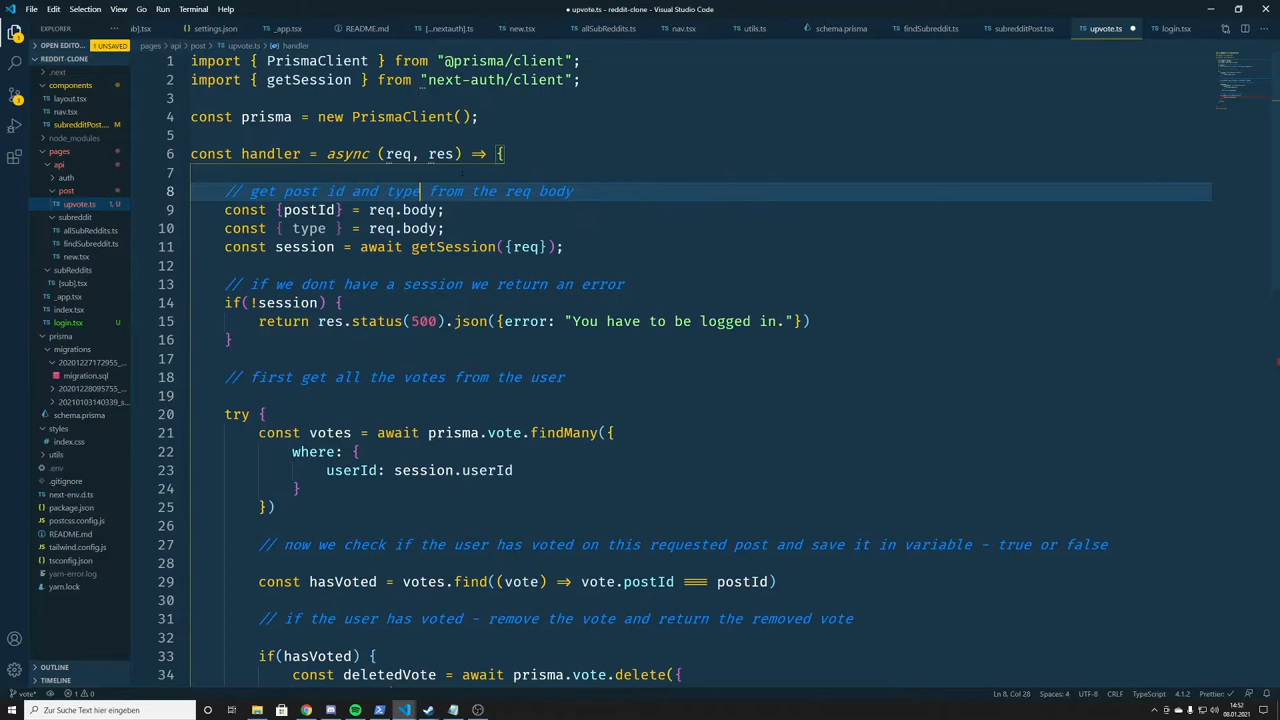 File Edit Selection View Go Run Terminal Help
● upvote.ts - reddit-clone - Visual Studio Code
EXPLORER
...sub].tsx settings.json _app.tsx README.md [...nextauth].ts new.tsx allSubReddits.ts nav.tsx utils.ts schema.prisma findSubreddit.ts subredditPost.tsx upvote.ts ● login.tsx
OPEN EDITO... 1 UNSAVED
pages > api > post > upvote.ts > handler
REDDIT-CLONE
.next
components
layout.tsx
nav.tsx
subredditPost.... M
node_modules
pages
api
auth
post
upvote.ts 1, U
subreddit
allSubReddits.ts
findSubreddit.ts
new.tsx
subReddits
[sub].tsx
_app.tsx
index.tsx
login.tsx U
prisma
migrations
20201227172955_...
migration.sql
20201228095755_...
20210103140339_s...
schema.prisma
styles
index.css
utils
.env
.gitignore
next-env.d.ts
package.json
postcss.config.js
README.md
tailwind.config.js
tsconfig.json
yarn-error.log
yarn.lock
OUTLINE
TIMELINE
1 import { PrismaClient } from "@prisma/client";
2 import { getSession } from "next-auth/client";
3
4 const prisma = new PrismaClient();
5
6 const handler = async (req, res) => {
7
8 // get post id and type from the req body
9 const {postId} = req.body;
10 const { type } = req.body;
11 const session = await getSession({req});
12
13 // if we dont have a session we return an error
14 if(!session) {
15 return res.status(500).json({error: "You have to be logged in."})
16 }
17
18 // first get all the votes from the user
19
20 try {
21 const votes = await prisma.vote.findMany({
22 where: {
23 userId: session.userId
24 }
25 })
26
27 // now we check if the user has voted on this requested post and save it in variable - true or false
28
29 const hasVoted = votes.find((vote) => vote.postId === postId)
30
31 // if the user has voted - remove the vote and return the removed vote
32
33 if(hasVoted) {
34 const deletedVote = await prisma.vote.delete({
vote* 1 0
Ln 8, Col 28 Spaces: 4 UTF-8 CRLF TypeScript 4.1.2 Prettier: ✓
Zur Suche Text hier eingeben
14:52
08.01.2021